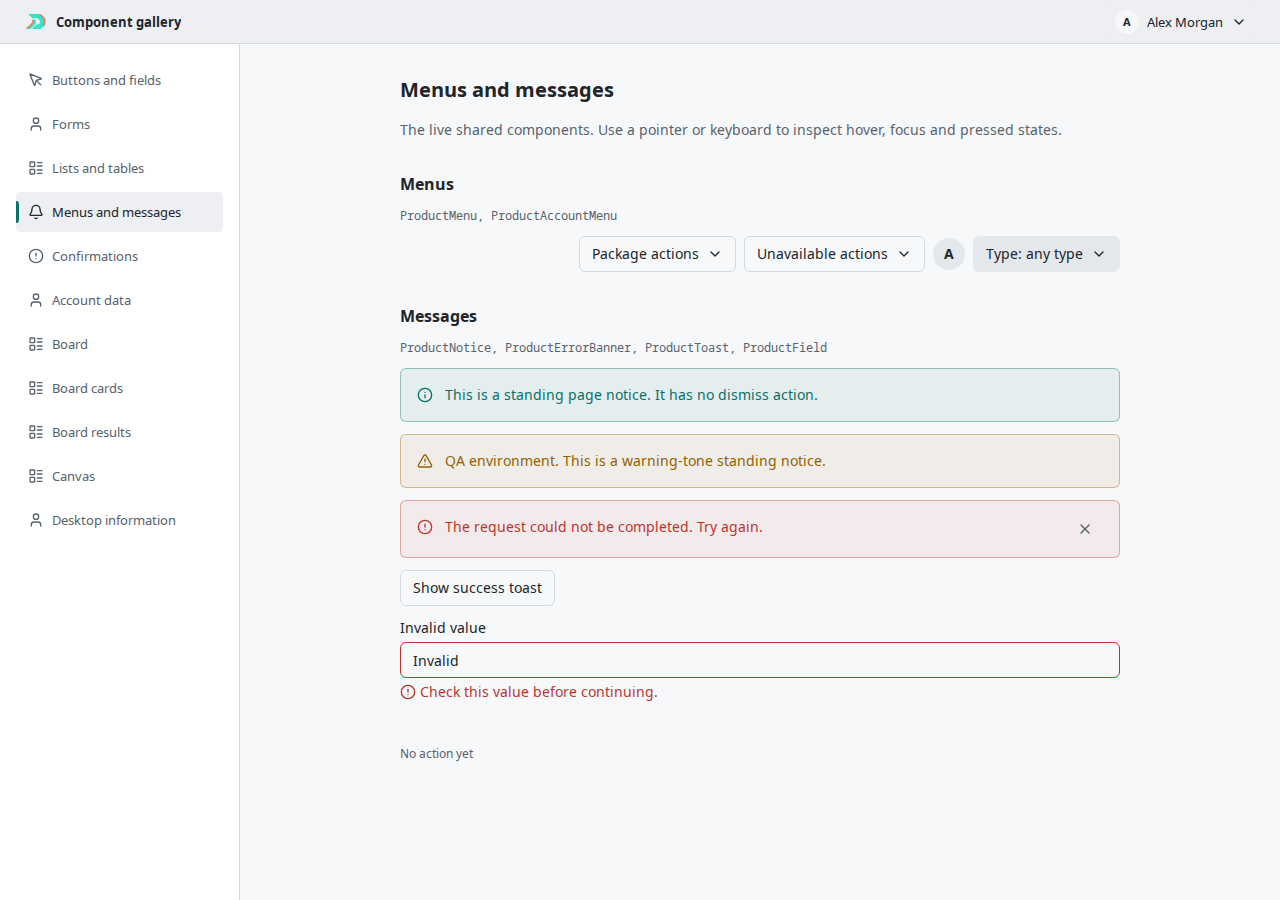 Component gallery
A Alex Morgan
Buttons and fields
Forms
Lists and tables
Menus and messages
Confirmations
Account data
Board
Board cards
Board results
Canvas
Desktop information
Menus and messages
The live shared components. Use a pointer or keyboard to inspect hover, focus and pressed states.
Menus
ProductMenu, ProductAccountMenu
Package actions Unavailable actions A Type: any type
Messages
ProductNotice, ProductErrorBanner, ProductToast, ProductField
This is a standing page notice. It has no dismiss action.
QA environment. This is a warning-tone standing notice.
The request could not be completed. Try again.
Show success toast
Invalid value
Invalid
Check this value before continuing.
No action yet